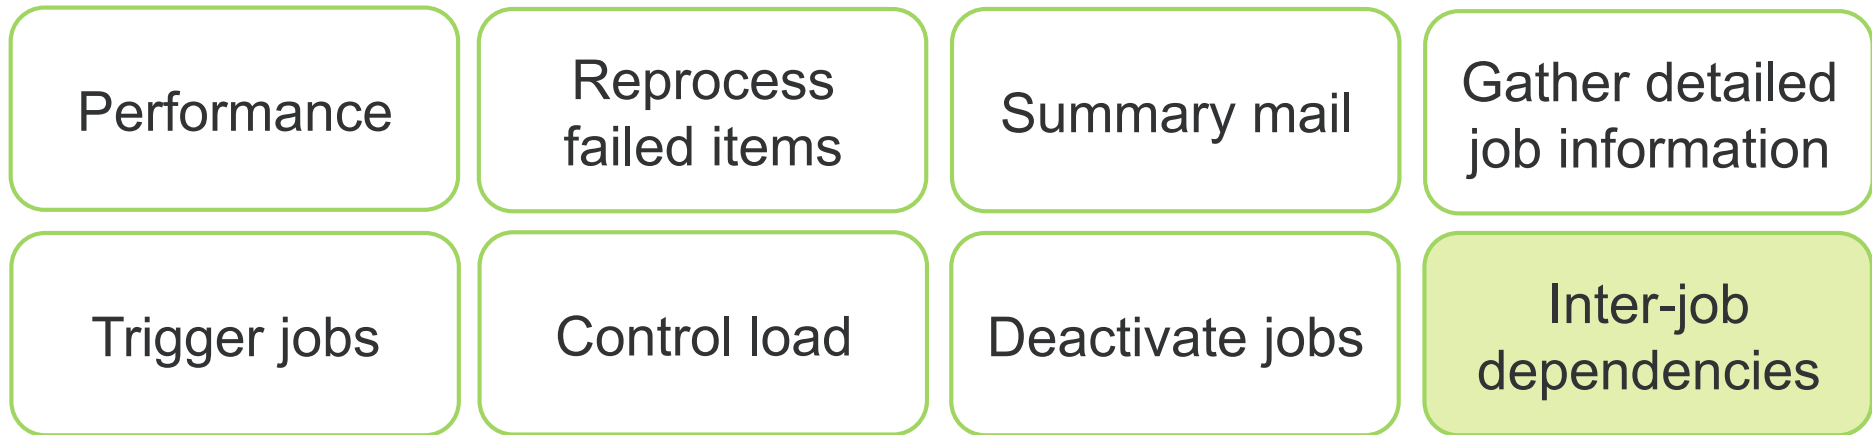 Performance
Reprocess
failed items
Summary mail
Gather detailed
job information
Trigger jobs
Control load
Deactivate jobs
Inter-job
dependencies